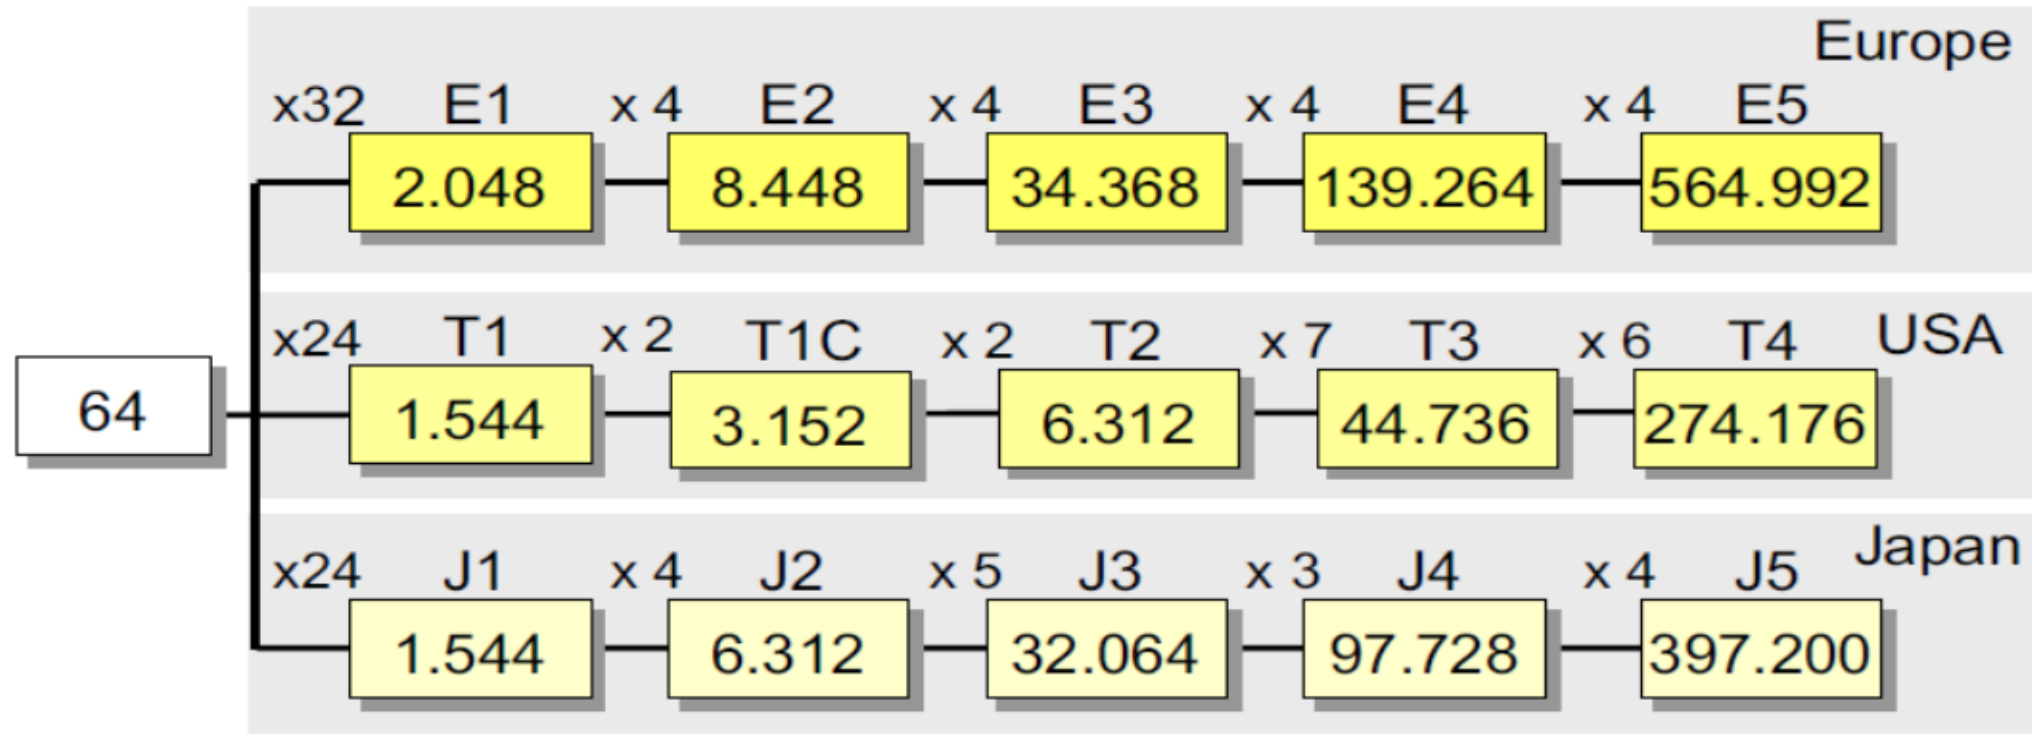 Europe
x32 E1 x 4 E2 x 4 E3 x 4 E4 x 4 E5
2.048 8.448 34.368 139.264 564.992
x24 T1 x 2 T1C x 2 T2 x 7 T3 x 6 T4 USA
64
1.544 3.152 6.312 44.736 274.176
Japan
x24 J1 x 4 J2 x 5 J3 x 3 J4 x 4 J5
1.544 6.312 32.064 97.728 397.200